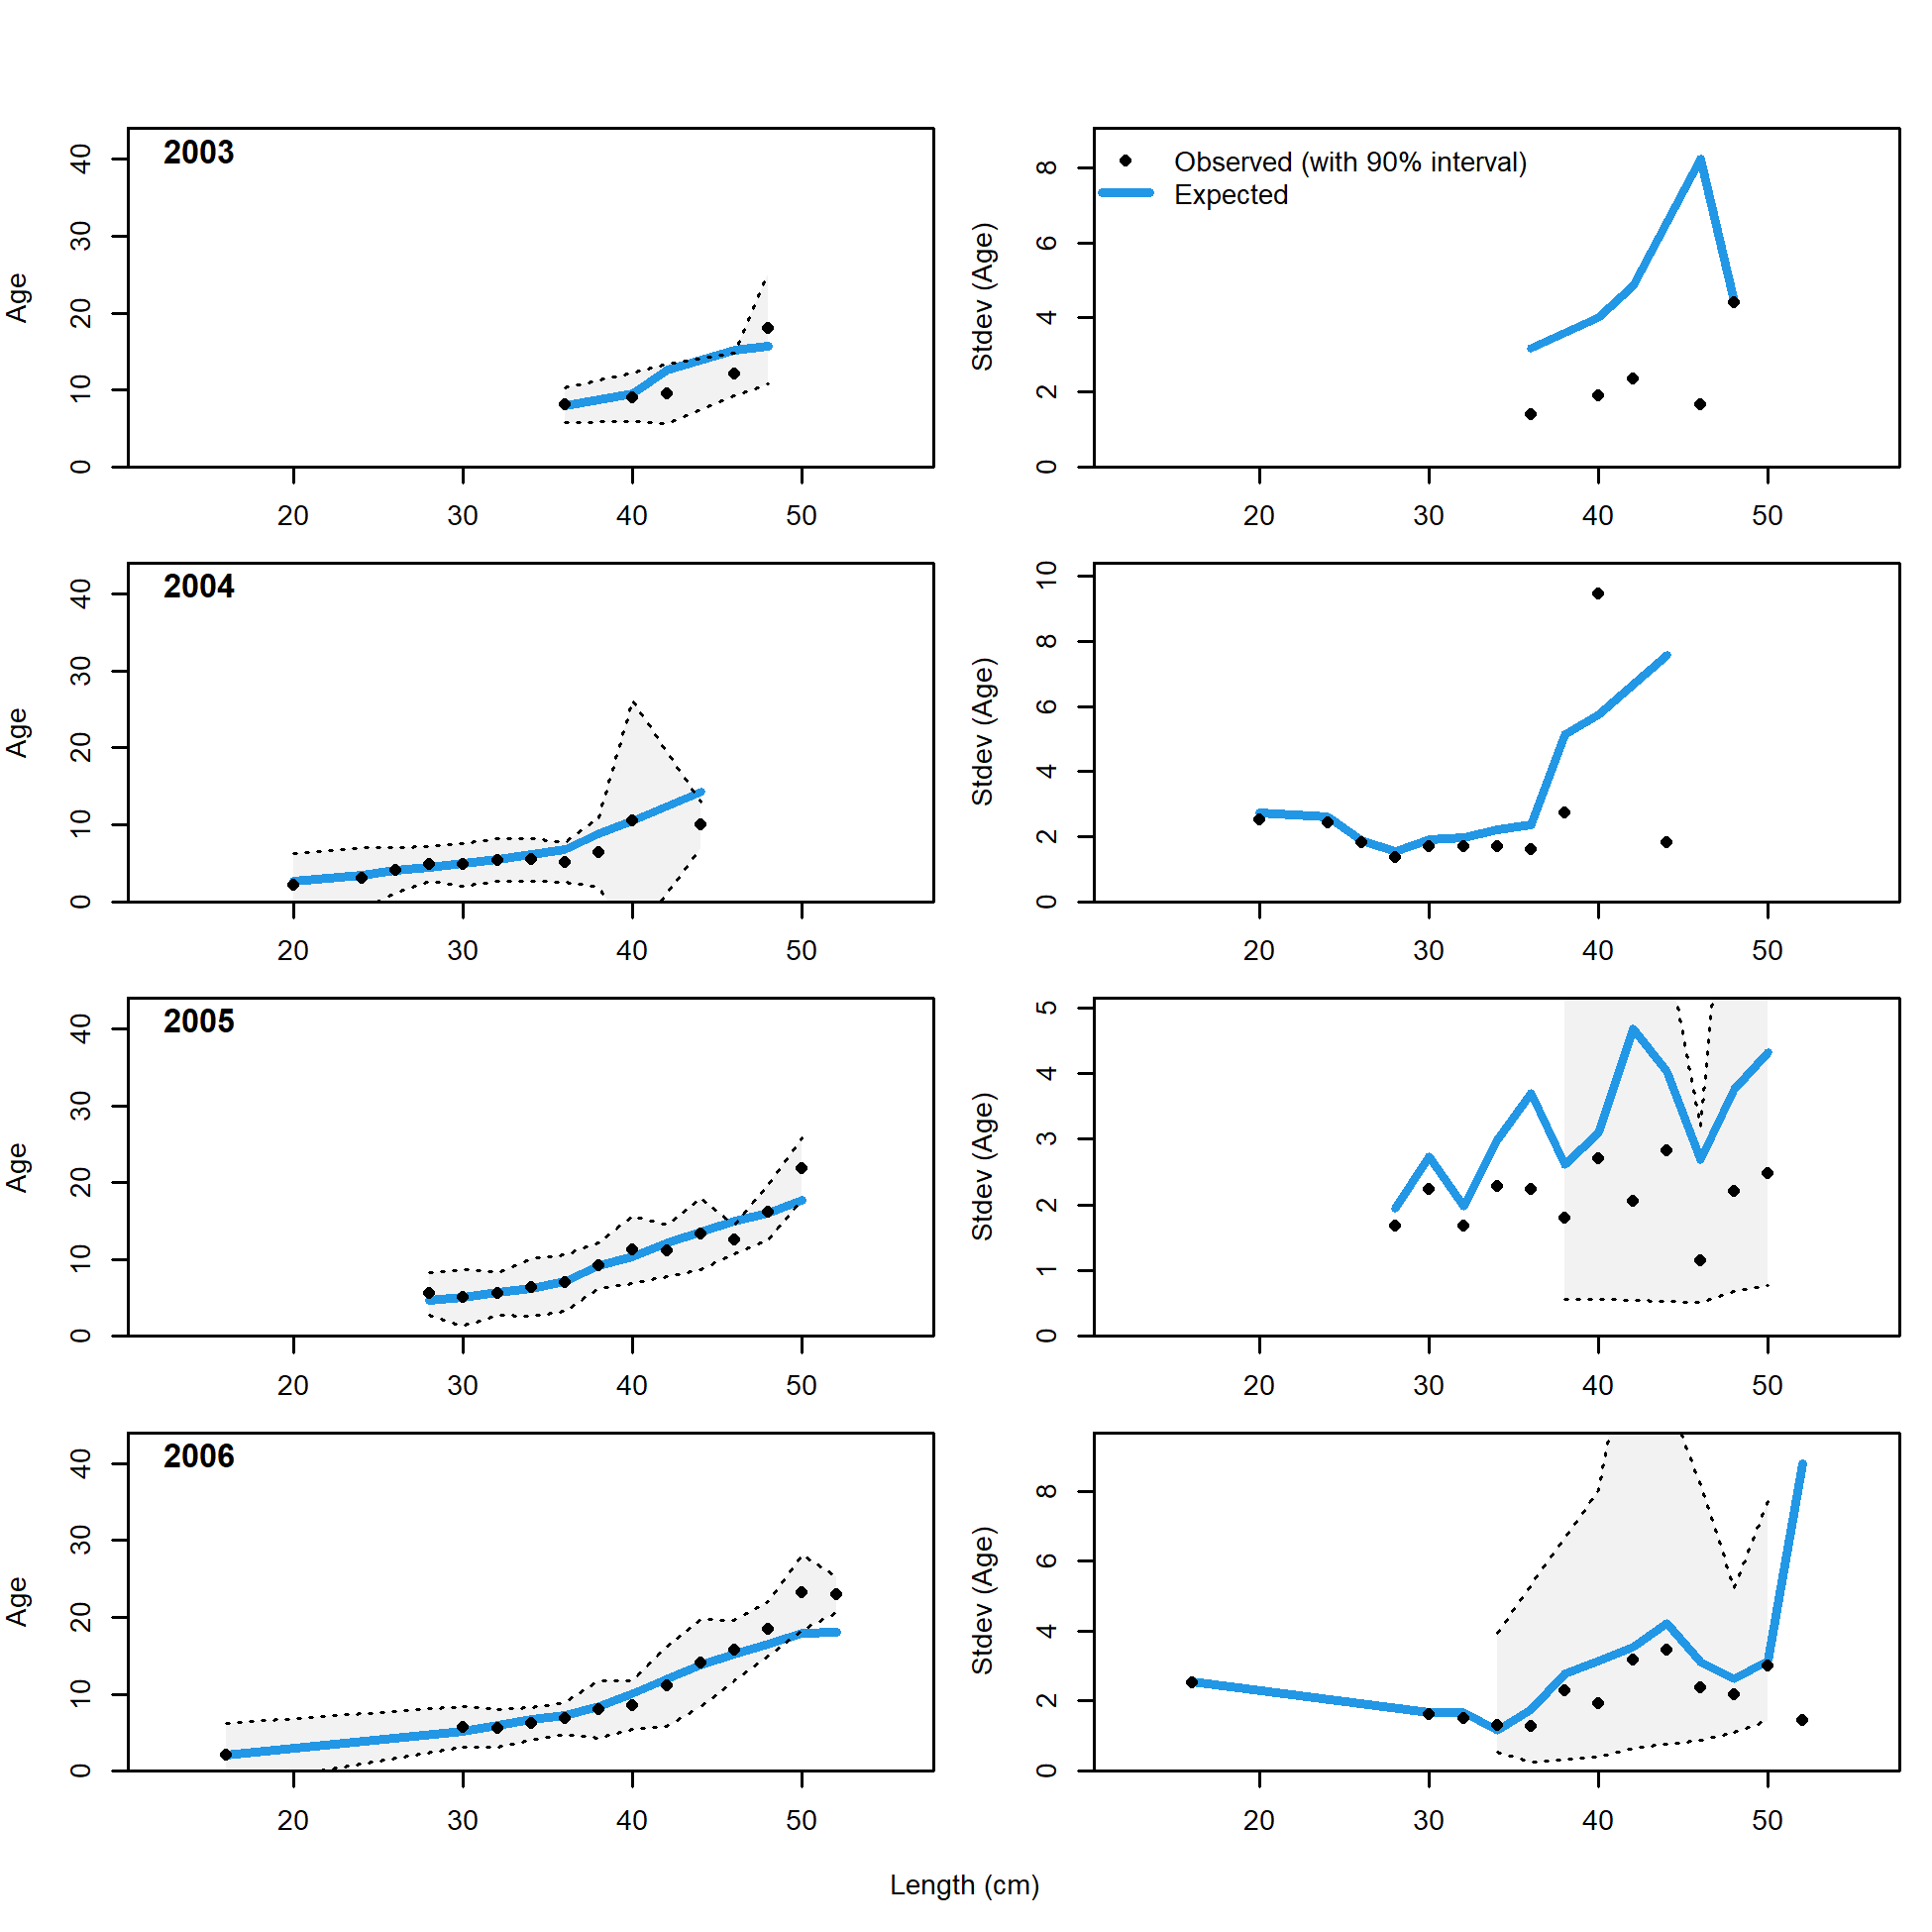 2003
Age
0 10 20 30 40
20 30 40 50
Observed (with 90% interval)
Expected
Stdev (Age)
0 2 4 6 8
20 30 40 50
2004
Age
0 10 20 30 40
20 30 40 50
Stdev (Age)
0 2 4 6 8 10
20 30 40 50
2005
Age
0 10 20 30 40
20 30 40 50
Stdev (Age)
0 1 2 3 4 5
20 30 40 50
2006
Age
0 10 20 30 40
20 30 40 50
Stdev (Age)
0 2 4 6 8
20 30 40 50
Length (cm)